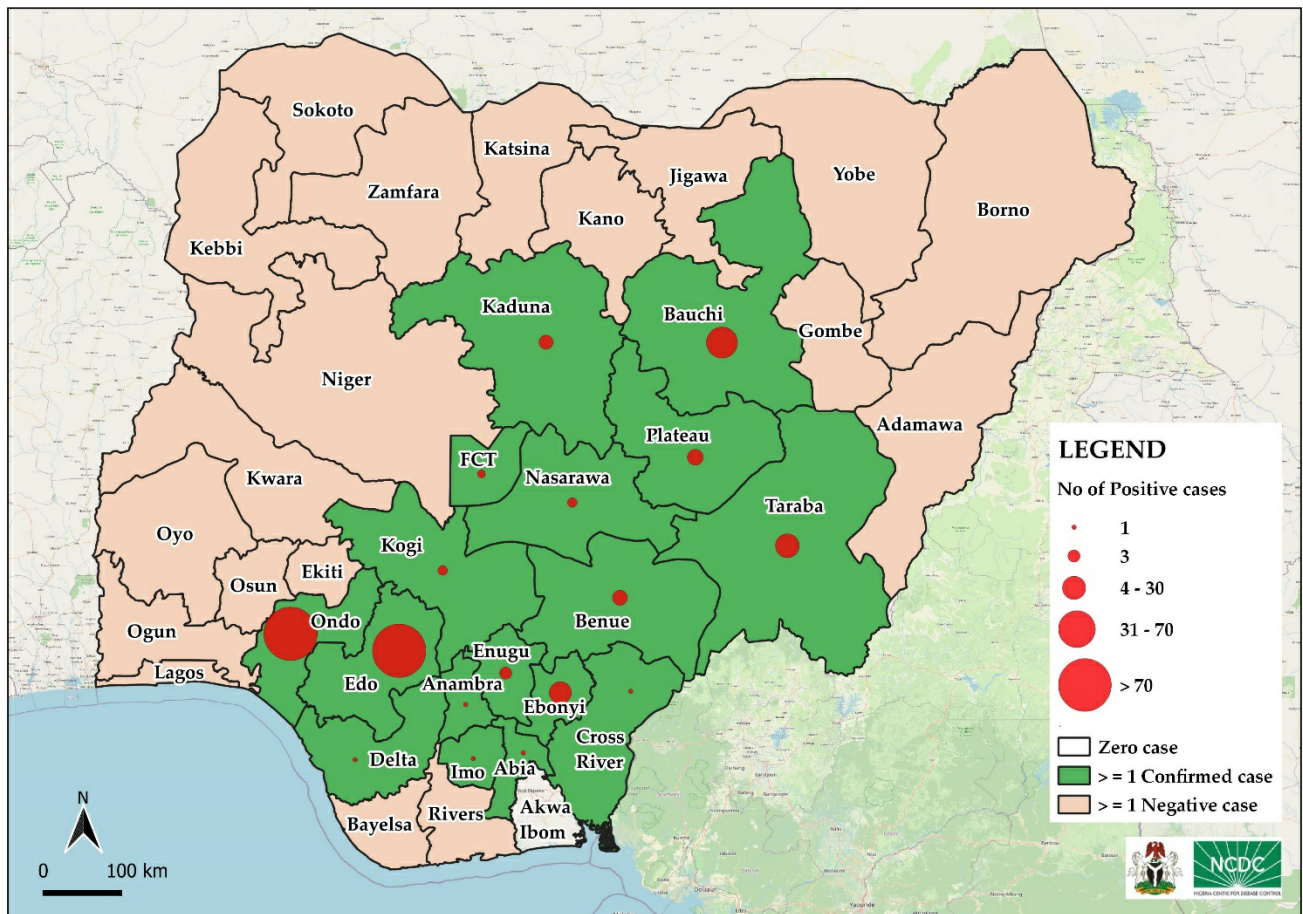 Sokoto
Katsina
Zamfara
Jigawa
Yobe
Kano
Borno
Kebbi
Kaduna
Bauchi
Gombe
Niger
Adamawa
Plateau
FCT
Nasarawa
Kwara
Taraba
Oyo
Kogi
Ekiti
Osun
Ondo
Benue
Ogun
Enugu
Lagos
Edo
Anambra
Ebonyi
Cross
River
Delta
Imo
Abia
Akwa
Ibom
Rivers
Bayelsa
LEGEND
No of Positive cases
1
3
4 - 30
31 - 70
> 70
Zero case
> = 1 Confirmed case
> = 1 Negative case
N
0 100 km
NCDC
NIGERIA CENTRE FOR DISEASE CONTROL